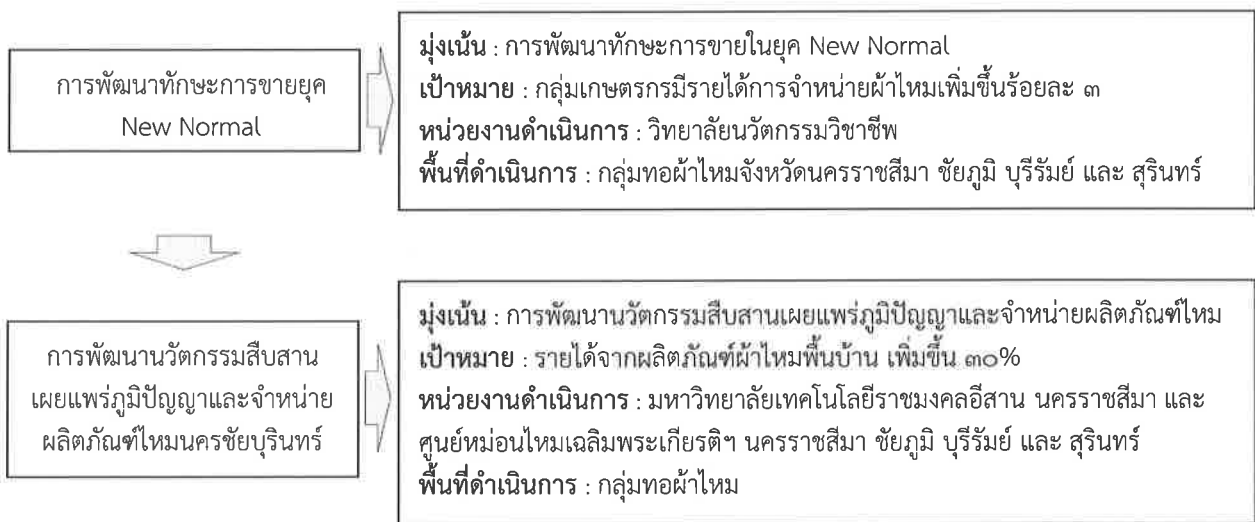 การพัฒนาทักษะการขายยุค
New Normal
มุ่งเน้น : การพัฒนาทักษะการขายในยุค New Normal
เป้าหมาย : กลุ่มเกษตรกรมีรายได้การจำหน่ายผ้าไหมเพิ่มขึ้นร้อยละ ๓
หน่วยงานดำเนินการ : วิทยาลัยนวัตกรรมวิชาชีพ
พื้นที่ดำเนินการ : กลุ่มทอผ้าไหมจังหวัดนครราชสีมา ชัยภูมิ บุรีรัมย์ และ สุรินทร์
การพัฒนานวัตกรรมสืบสาน
เผยแพร่ภูมิปัญญาและจำหน่าย
ผลิตภัณฑ์ไหมนครชัยบุรินทร์
มุ่งเน้น : การพัฒนานวัตกรรมสืบสานเผยแพร่ภูมิปัญญาและจำหน่ายผลิตภัณฑ์ไหม
เป้าหมาย : รายได้จากผลิตภัณฑ์ผ้าไหมพื้นบ้าน เพิ่มขึ้น ๓๐%
หน่วยงานดำเนินการ : มหาวิทยาลัยเทคโนโลยีราชมงคลอีสาน นครราชสีมา และ
ศูนย์หม่อนไหมเฉลิมพระเกียรติฯ นครราชสีมา ชัยภูมิ บุรีรัมย์ และ สุรินทร์
พื้นที่ดำเนินการ : กลุ่มทอผ้าไหม